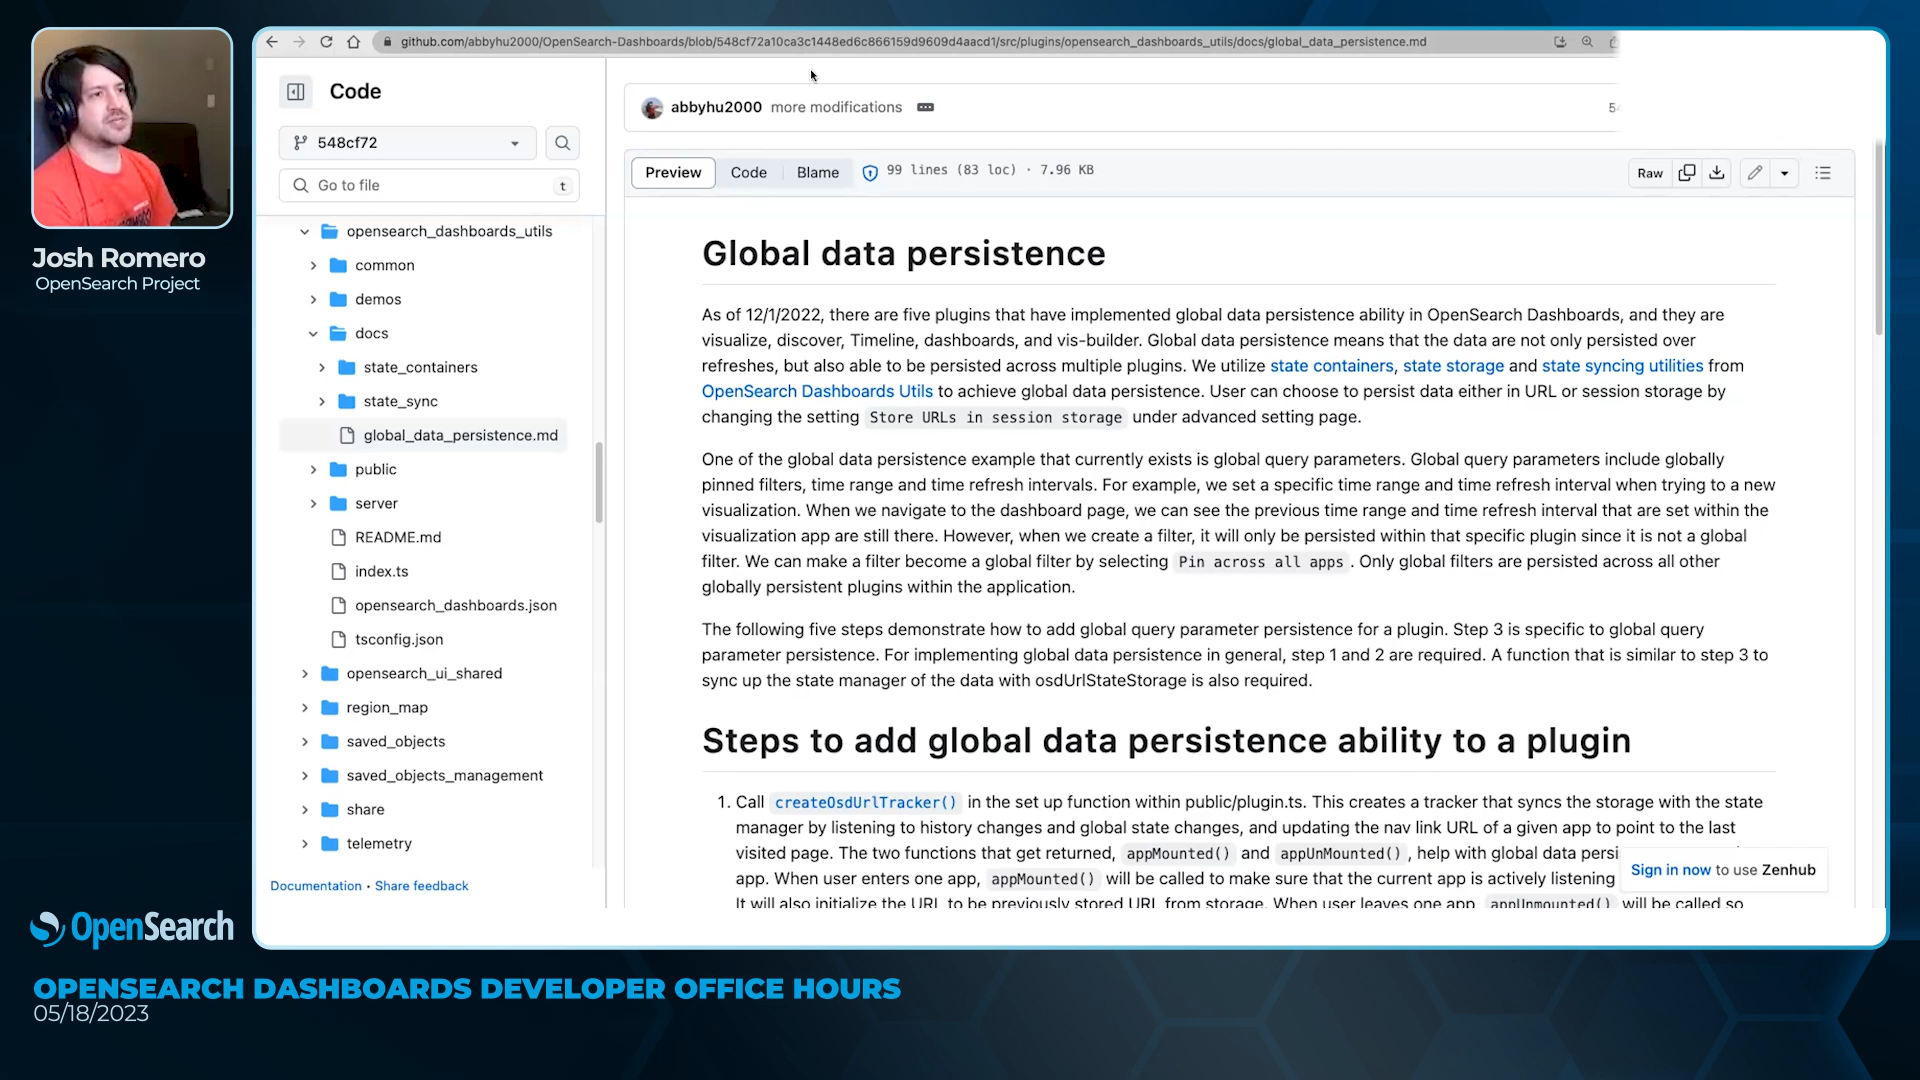 Josh Romero
OpenSearch Project
github.com/abbyhu2000/OpenSearch-Dashboards/blob/548cf72a10ca3c1448ed6c866159d9609d4aacd1/src/plugins/opensearch_dashboards_utils/docs/global_data_persistence.md
Code
548cf72
Go to file
t
opensearch_dashboards_utils
common
demos
docs
state_containers
state_sync
global_data_persistence.md
public
server
README.md
index.ts
opensearch_dashboards.json
tsconfig.json
opensearch_ui_shared
region_map
saved_objects
saved_objects_management
share
telemetry
Documentation • Share feedback
abbyhu2000 more modifications
Preview Code Blame 99 lines (83 loc) · 7.96 KB Raw
Global data persistence
As of 12/1/2022, there are five plugins that have implemented global data persistence ability in OpenSearch Dashboards, and they are
visualize, discover, Timeline, dashboards, and vis-builder. Global data persistence means that the data are not only persisted over
refreshes, but also able to be persisted across multiple plugins. We utilize state containers, state storage and state syncing utilities from
OpenSearch Dashboards Utils to achieve global data persistence. User can choose to persist data either in URL or session storage by
changing the setting Store URLs in session storage under advanced setting page.
One of the global data persistence example that currently exists is global query parameters. Global query parameters include globally
pinned filters, time range and time refresh intervals. For example, we set a specific time range and time refresh interval when trying to a new
visualization. When we navigate to the dashboard page, we can see the previous time range and time refresh interval that are set within the
visualization app are still there. However, when we create a filter, it will only be persisted within that specific plugin since it is not a global
filter. We can make a filter become a global filter by selecting Pin across all apps . Only global filters are persisted across all other
globally persistent plugins within the application.
The following five steps demonstrate how to add global query parameter persistence for a plugin. Step 3 is specific to global query
parameter persistence. For implementing global data persistence in general, step 1 and 2 are required. A function that is similar to step 3 to
sync up the state manager of the data with osdUrlStateStorage is also required.
Steps to add global data persistence ability to a plugin
1. Call createOsdUrlTracker() in the set up function within public/plugin.ts. This creates a tracker that syncs the storage with the state
manager by listening to history changes and global state changes, and updating the nav link URL of a given app to point to the last
visited page. The two functions that get returned, appMounted() and appUnMounted() , help with global data persi
app. When user enters one app, appMounted() will be called to make sure that the current app is actively listening
It will also initialize the URL to be previously stored URL from storage. When user leaves one app, appUnmounted() will be called so
Sign in now to use Zenhub
OpenSearch
OPENSEARCH DASHBOARDS DEVELOPER OFFICE HOURS
05/18/2023